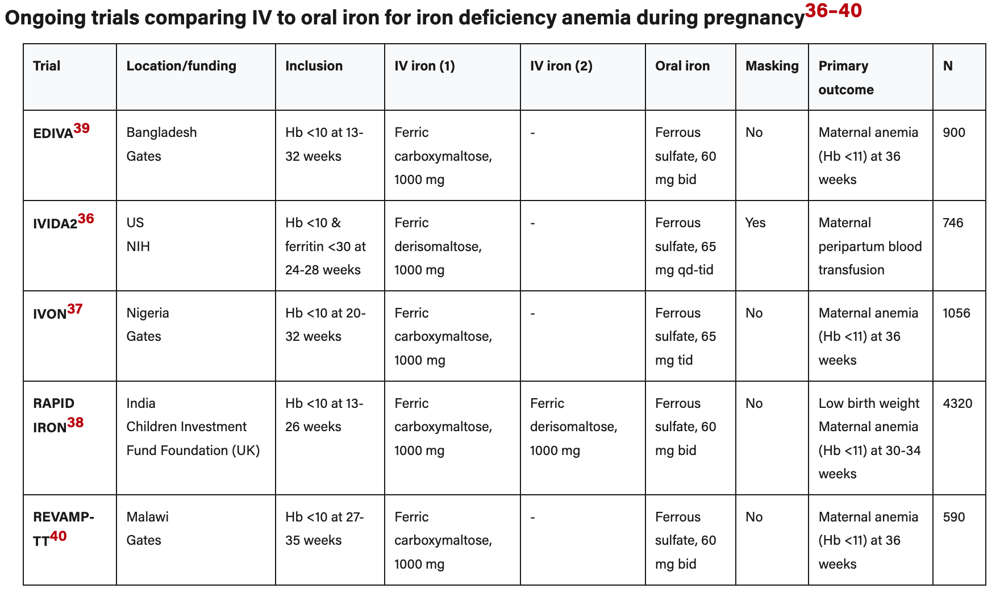 Ongoing trials comparing IV to oral iron for iron deficiency anemia during pregnancy36–40
Trial
Location/funding
Inclusion
IV iron (1)
IV iron (2)
Oral iron
Masking
Primary
outcome
N
EDIVA39
Bangladesh
Gates
Hb <10 at 13-
32 weeks
Ferric
carboxymaltose,
1000 mg
-
Ferrous
sulfate, 60
mg bid
No
Maternal anemia
(Hb <11) at 36
weeks
900
IVIDA236
US
NIH
Hb <10 &
ferritin <30 at
24-28 weeks
Ferric
derisomaltose,
1000 mg
-
Ferrous
sulfate, 65
mg qd-tid
Yes
Maternal
peripartum blood
transfusion
746
IVON37
Nigeria
Gates
Hb <10 at 20-
32 weeks
Ferric
carboxymaltose,
1000 mg
-
Ferrous
sulfate, 65
mg tid
No
Maternal anemia
(Hb <11) at 36
weeks
1056
RAPID
IRON38
India
Children Investment
Fund Foundation (UK)
Hb <10 at 13-
26 weeks
Ferric
carboxymaltose,
1000 mg
Ferric
derisomaltose,
1000 mg
Ferrous
sulfate, 60
mg bid
No
Low birth weight
Maternal anemia
(Hb <11) at 30-34
weeks
4320
REVAMP-
TT40
Malawi
Gates
Hb <10 at 27-
35 weeks
Ferric
carboxymaltose,
1000 mg
-
Ferrous
sulfate, 60
mg bid
No
Maternal anemia
(Hb <11) at 36
weeks
590